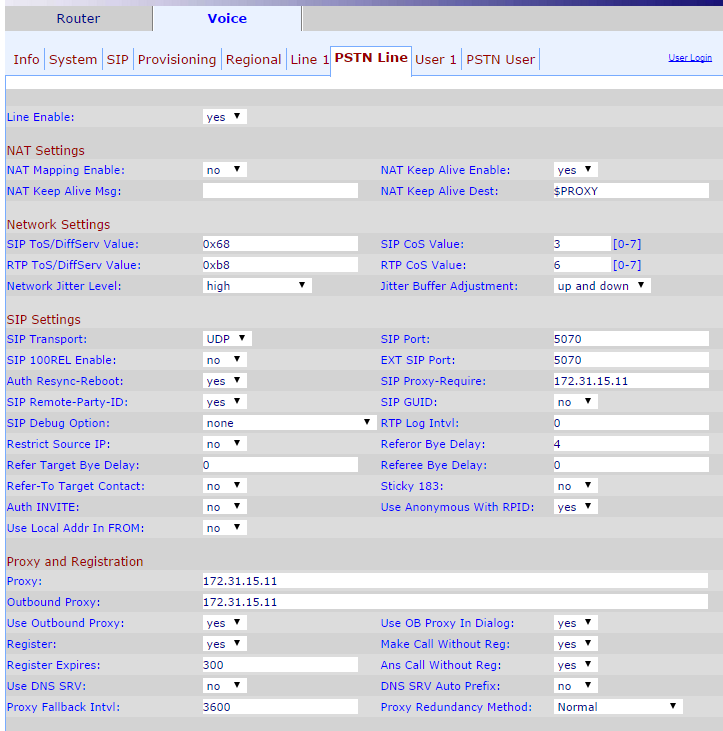 Router Voice
Info System SIP Provisioning Regional Line 1 PSTN Line User 1 PSTN User User Login
Line Enable: yes
NAT Settings
NAT Mapping Enable: no NAT Keep Alive Enable: yes
NAT Keep Alive Msg: NAT Keep Alive Dest: $PROXY
Network Settings
SIP ToS/DiffServ Value: 0x68 SIP CoS Value: 3 [0-7]
RTP ToS/DiffServ Value: 0xb8 RTP CoS Value: 6 [0-7]
Network Jitter Level: high Jitter Buffer Adjustment: up and down
SIP Settings
SIP Transport: UDP SIP Port: 5070
SIP 100REL Enable: no EXT SIP Port: 5070
Auth Resync-Reboot: yes SIP Proxy-Require: 172.31.15.11
SIP Remote-Party-ID: yes SIP GUID: no
SIP Debug Option: none RTP Log Intvl: 0
Restrict Source IP: no Referor Bye Delay: 4
Refer Target Bye Delay: 0 Referee Bye Delay: 0
Refer-To Target Contact: no Sticky 183: no
Auth INVITE: no Use Anonymous With RPID: yes
Use Local Addr In FROM: no
Proxy and Registration
Proxy: 172.31.15.11
Outbound Proxy: 172.31.15.11
Use Outbound Proxy: yes Use OB Proxy In Dialog: yes
Register: yes Make Call Without Reg: yes
Register Expires: 300 Ans Call Without Reg: yes
Use DNS SRV: no DNS SRV Auto Prefix: no
Proxy Fallback Intvl: 3600 Proxy Redundancy Method: Normal